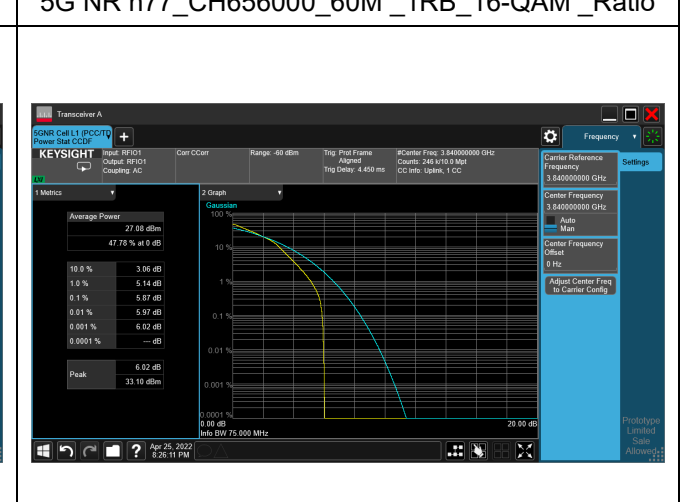 5G NR n77_CH656000_60M _1RB_16-QAM _Ratio
Transceiver A
5GNR Cell L1 (PCC/TD
Power Stat CCDF
+
Frequency
KEYSIGHT
Input: RFIO1
Output: RFIO1
Coupling: AC
Corr CCorr
Range: -60 dBm
Trig: Prot Frame
Aligned
Trig Delay: 4.450 ms
#Center Freq: 3.840000000 GHz
Counts: 246 k/10.0 Mpt
CC Info: Uplink, 1 CC
LXI
1 Metrics
Average Power
27.08 dBm
47.78 % at 0 dB
10.0 % 3.06 dB
1.0 % 5.14 dB
0.1 % 5.87 dB
0.01 % 5.97 dB
0.001 % 6.02 dB
0.0001 % --- dB
Peak
6.02 dB
33.10 dBm
2 Graph
Gaussian
100 %
10 %
1 %
0.1 %
0.01 %
0.001 %
0.0001 %
0.00 dB 20.00 dB
Info BW 75.000 MHz
Carrier Reference
Frequency
3.840000000 GHz
Center Frequency
3.840000000 GHz
Auto
Man
Center Frequency
Offset
0 Hz
Adjust Center Freq
to Carrier Config
Settings
Prototype
Limited
Sale
Allowed
?
Apr 25, 2022
8:26:11 PM